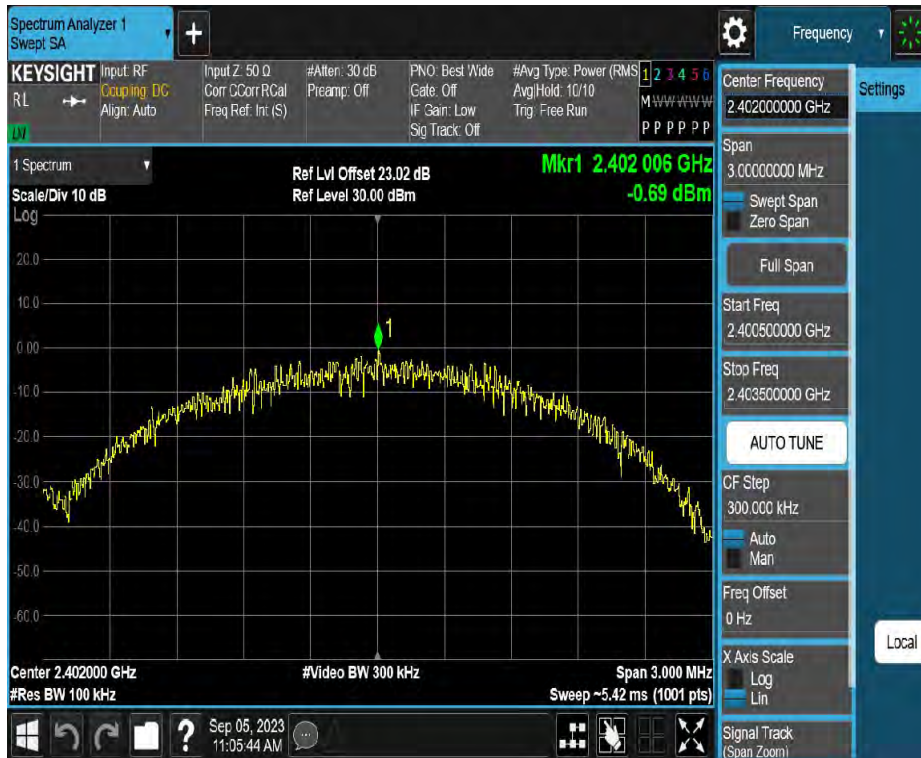 Spectrum Analyzer 1
Swept SA
Frequency
KEYSIGHT
RL
Input: RF
Coupling: DC
Align: Auto
Input Z: 50 Ω
Corr CCorr RCal
Freq Ref: Int (S)
#Atten: 30 dB
Preamp: Off
PNO: Best Wide
Gate: Off
IF Gain: Low
Sig Track: Off
#Avg Type: Power (RMS
Avg|Hold: 10/10
Trig: Free Run
1 2 3 4 5 6
M W W W W W
P P P P P P
1 Spectrum
Scale/Div 10 dB
Log
Ref Lvl Offset 23.02 dB
Ref Level 30.00 dBm
Mkr1 2.402 006 GHz
-0.69 dBm
20.0
10.0
0.00
-10.0
-20.0
-30.0
-40.0
-50.0
-60.0
1
Center 2.402000 GHz
#Res BW 100 kHz
#Video BW 300 kHz
Span 3.000 MHz
Sweep ~5.42 ms (1001 pts)
?
Sep 05, 2023
11:05:44 AM
Center Frequency
2.402000000 GHz
Span
3.00000000 MHz
Swept Span
Zero Span
Full Span
Start Freq
2.400500000 GHz
Stop Freq
2.403500000 GHz
AUTO TUNE
CF Step
300.000 kHz
Auto
Man
Freq Offset
0 Hz
X Axis Scale
Log
Lin
Signal Track
(Span Zoom)
Settings
Local